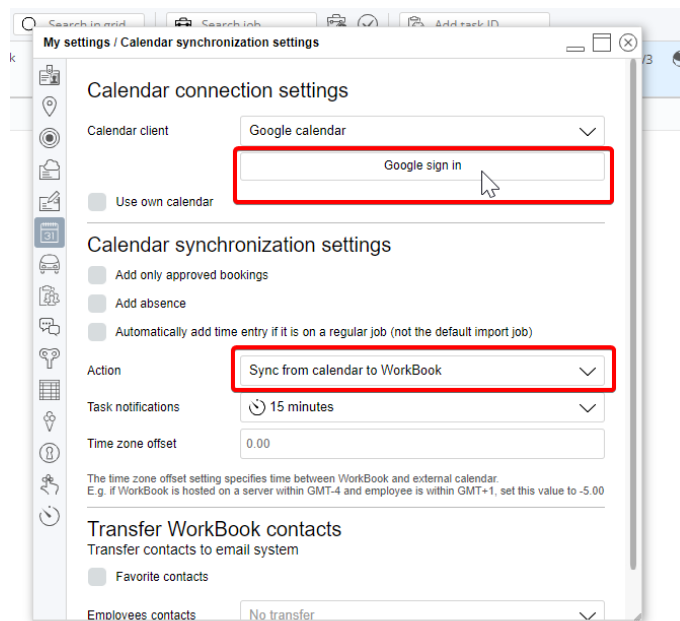 Search in grid
Search job
Add task ID
My settings / Calendar synchronization settings
k
/3
Calendar connection settings
Calendar client
Google calendar
Google sign in
Use own calendar
31
Calendar synchronization settings
Add only approved bookings
Add absence
Automatically add time entry if it is on a regular job (not the default import job)
Action
Sync from calendar to WorkBook
Task notifications
15 minutes
Time zone offset
0.00
The time zone offset setting specifies time between WorkBook and external calendar.
E.g. if WorkBook is hosted on a server within GMT-4 and employee is within GMT+1, set this value to -5.00
Transfer WorkBook contacts
Transfer contacts to email system
Favorite contacts
Employees contacts
No transfer